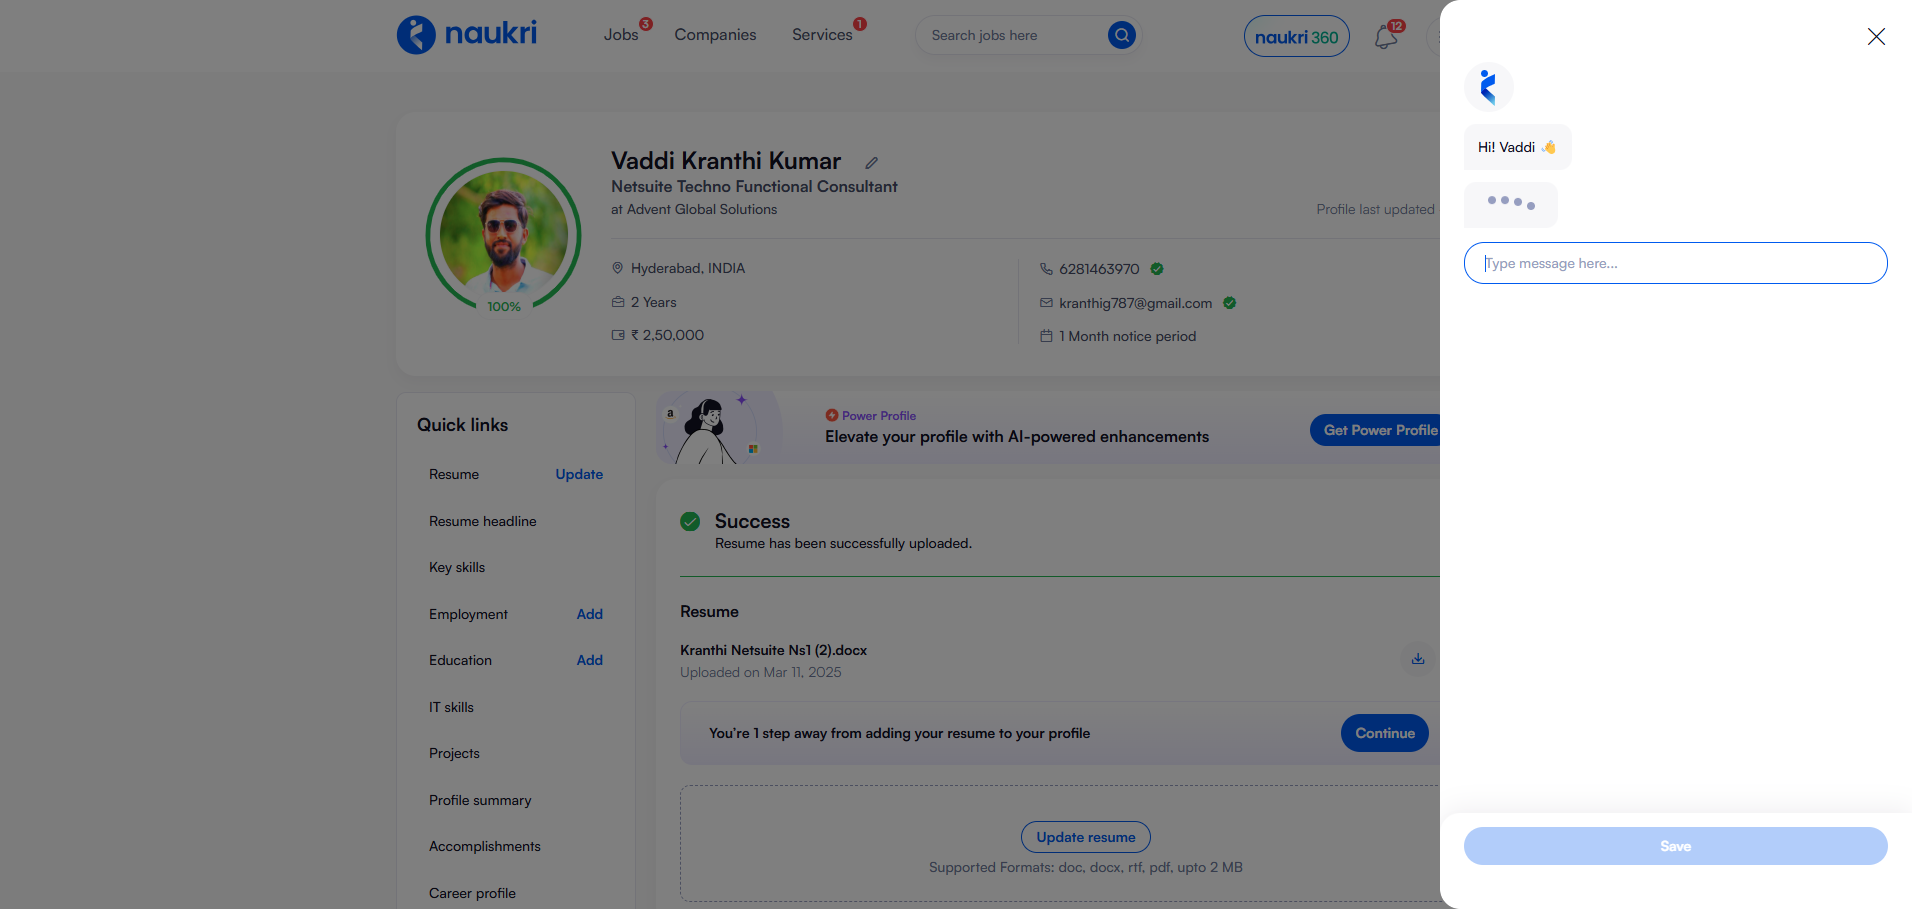 naukri
Jobs 3
Companies
Services 1
Search jobs here
naukri 360
12
Vaddi Kranthi Kumar
Netsuite Techno Functional Consultant
at Advent Global Solutions
Profile last updated
Hyderabad, INDIA
2 Years
₹ 2,50,000
6281463970
kranthig787@gmail.com
1 Month notice period
100%
Quick links
Resume Update
Resume headline
Key skills
Employment Add
Education Add
IT skills
Projects
Profile summary
Accomplishments
Career profile
a
Power Profile
Elevate your profile with AI-powered enhancements
Get Power Profile
Success
Resume has been successfully uploaded.
Resume
Kranthi Netsuite Ns1 (2).docx
Uploaded on Mar 11, 2025
You're 1 step away from adding your resume to your profile
Continue
Update resume
Supported Formats: doc, docx, rtf, pdf, upto 2 MB
Hi! Vaddi 👋
Type message here...
Save